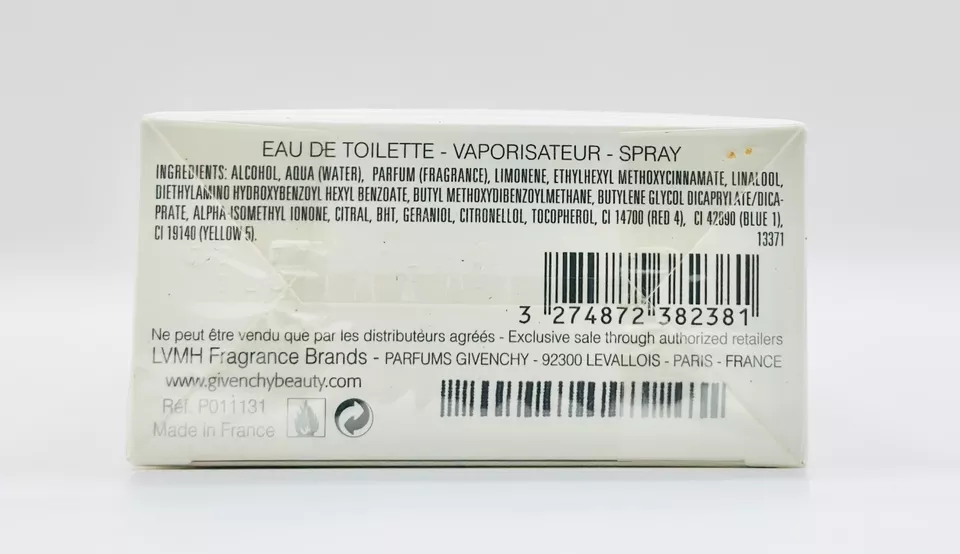 EAU DE TOILETTE - VAPORISATEUR - SPRAY
INGREDIENTS: ALCOHOL, AQUA (WATER), PARFUM (FRAGRANCE), LIMONENE, ETHYLHEXYL METHOXYCINNAMATE, LINALOOL,
DIETHYLAMINO HYDROXYBENZOYL HEXYL BENZOATE, BUTYL METHOXYDIBENZOYLMETHANE, BUTYLENE GLYCOL DICAPRYLATE/DICA-
PRATE, ALPHA-ISOMETHYL IONONE, CITRAL, BHT, GERANIOL, CITRONELLOL, TOCOPHEROL, CI 14700 (RED 4), CI 42090 (BLUE 1),
CI 19140 (YELLOW 5). 13371
3 274872 382381
Ne peut être vendu que par les distributeurs agréés - Exclusive sale through authorized retailers
LVMH Fragrance Brands - PARFUMS GIVENCHY - 92300 LEVALLOIS - PARIS - FRANCE
www.givenchybeauty.com
Réf. P011131
Made in France